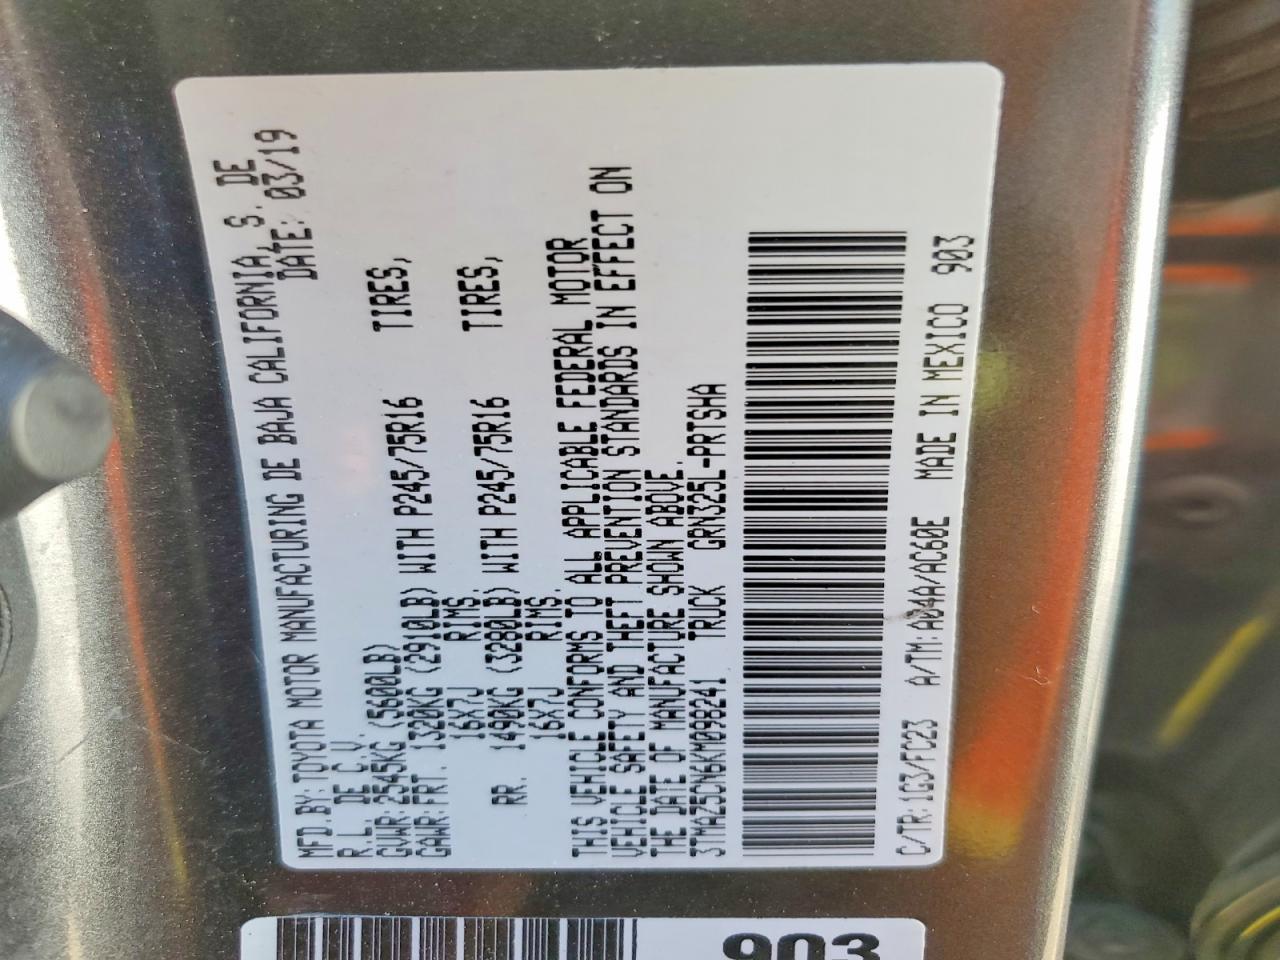 MFD.BY: TOYOTA MOTOR MANUFACTURING DE BAJA CALIFORNIA, S. DE
R.L. DE C.V. DATE: 03/19
GVWR: 2545KG (5600LB)
GAWR: FRT. 1320KG (2910LB) WITH P245/75R16 TIRES,
16X7J RIMS.
RR. 1490KG (3280LB) WITH P245/75R16 TIRES,
16X7J RIMS.
THIS VEHICLE CONFORMS TO ALL APPLICABLE FEDERAL MOTOR
VEHICLE SAFETY AND THEFT PREVENTION STANDARDS IN EFFECT ON
THE DATE OF MANUFACTURE SHOWN ABOVE.
3TMAZ5CN6KM098241 TRUCK GRN325L-PRTSHA
C/TR: 1G3/FC23 A/TM: A04A/AC60E MADE IN MEXICO 903
903